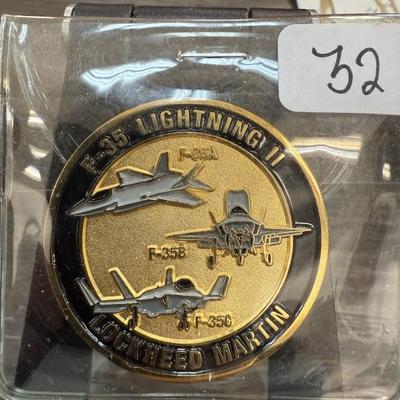 32
F-35 LIGHTNING II
F-35A
F-35B
F-35C
LOCKHEED MARTIN